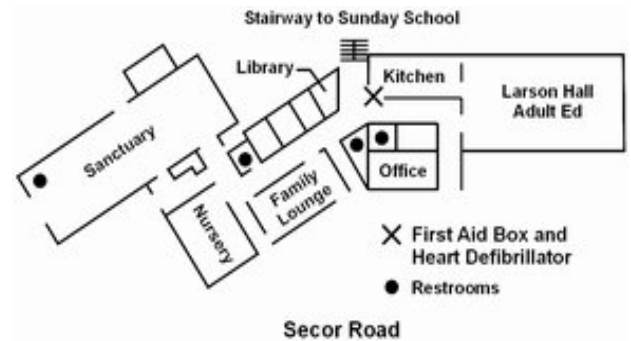 Stairway to Sunday School
Library
Kitchen
Larson Hall
Adult Ed
Sanctuary
Office
Family
Lounge
Nursery
First Aid Box and
Heart Defibrillator
Restrooms
Secor Road